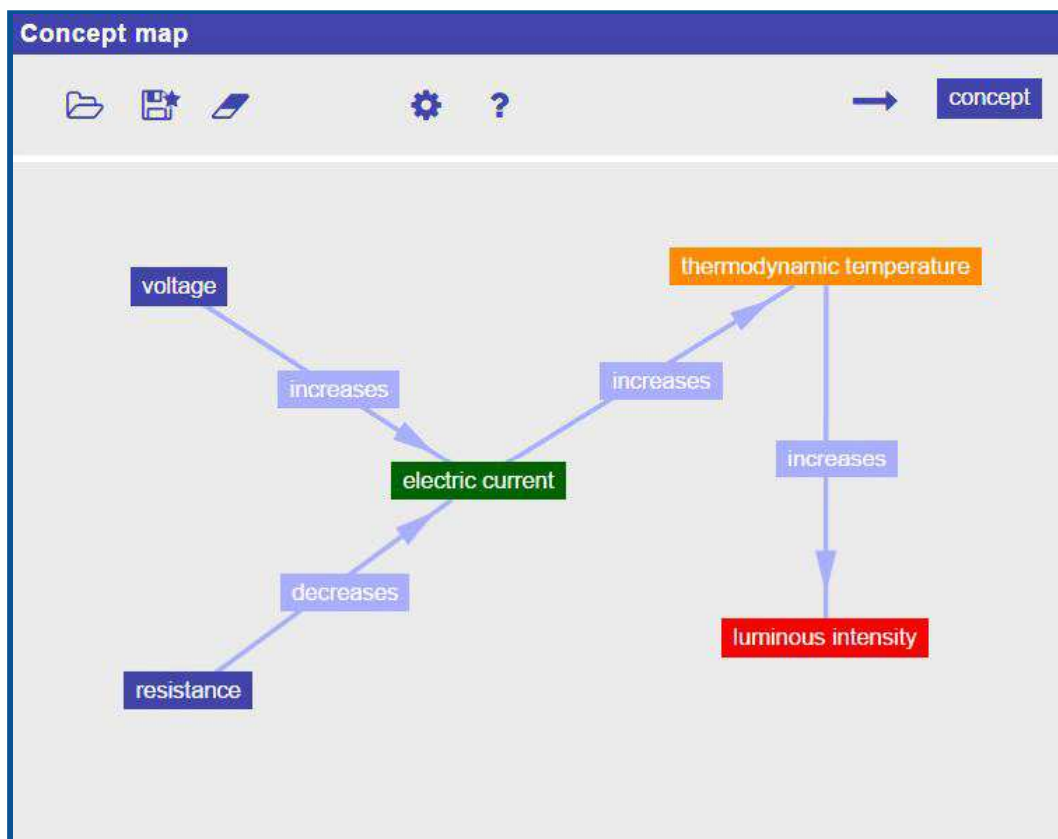 Concept map
?
concept
voltage
thermodynamic temperature
increases
increases
electric current
increases
decreases
luminous intensity
resistance